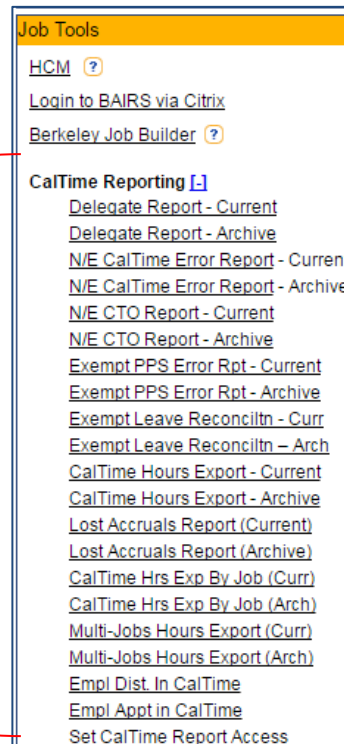 Job Tools
HCM ?
Login to BAIRS via Citrix
Berkeley Job Builder ?
CalTime Reporting [-]
Delegate Report - Current
Delegate Report - Archive
N/E CalTime Error Report - Curren
N/E CalTime Error Report - Archive
N/E CTO Report - Current
N/E CTO Report - Archive
Exempt PPS Error Rpt - Current
Exempt PPS Error Rpt - Archive
Exempt Leave Reconciltn - Curr
Exempt Leave Reconciltn – Arch
CalTime Hours Export - Current
CalTime Hours Export - Archive
Lost Accruals Report (Current)
Lost Accruals Report (Archive)
CalTime Hrs Exp By Job (Curr)
CalTime Hrs Exp By Job (Arch)
Multi-Jobs Hours Export (Curr)
Multi-Jobs Hours Export (Arch)
Empl Dist. In CalTime
Empl Appt in CalTime
Set CalTime Report Access